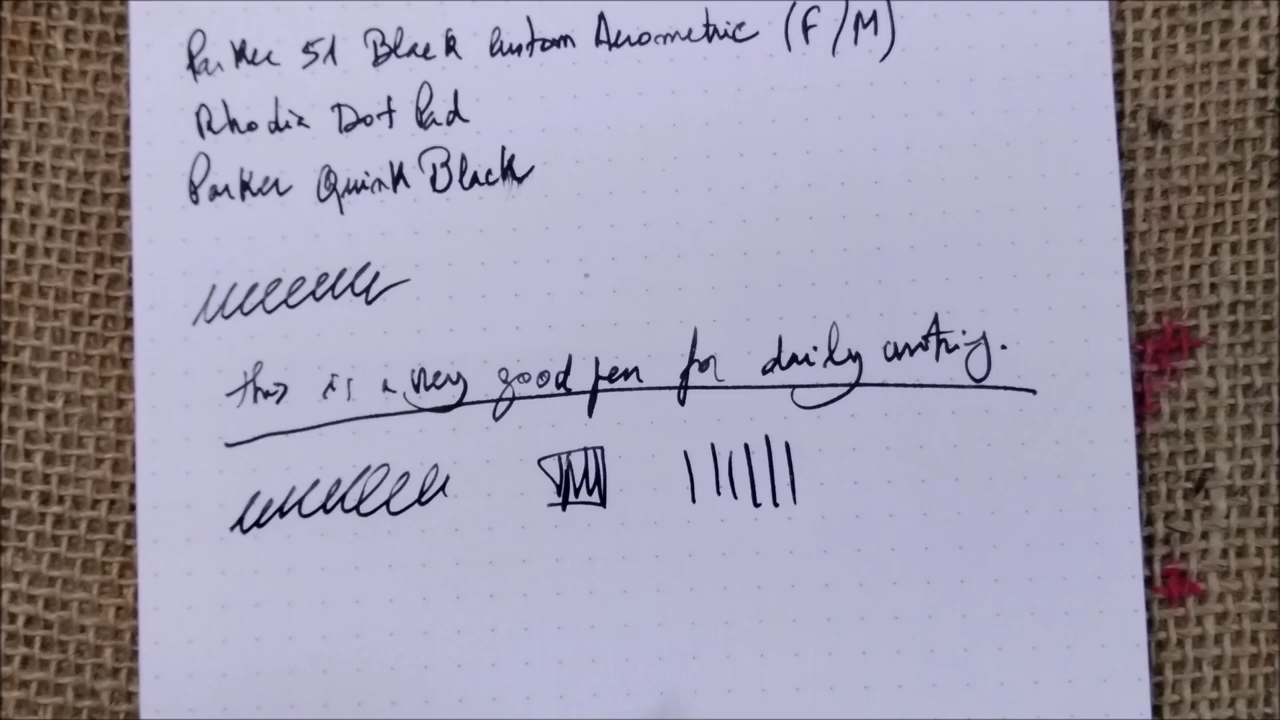 Parker 51 Black Custom Aerometric (F/M)
Rhodia Dot Pad
Parker Quink Black
this is a very good pen for daily writing.